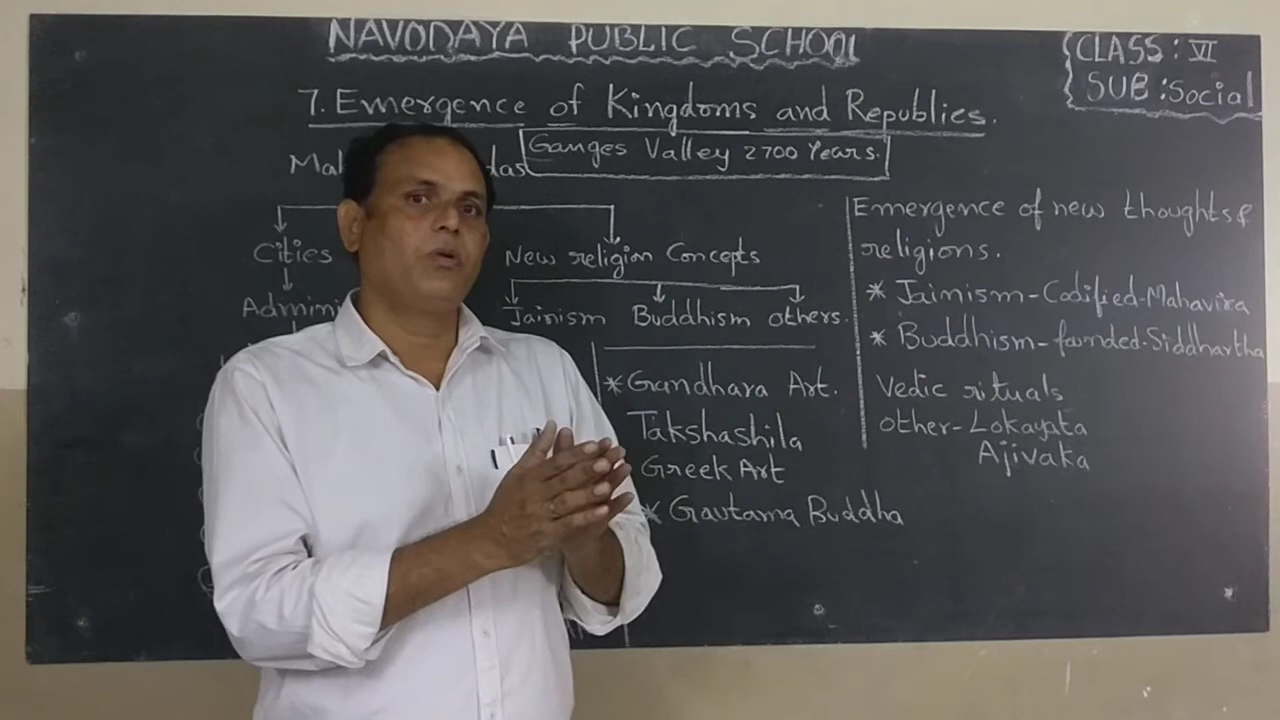 NAVODAYA PUBLIC SCHOOL
CLASS: VI
SUB: Social
7. Emergence of Kingdoms and Republies.
Ganges Valley 2700 Years.
Cities
New religion Concepts
Jainism Buddhism others.
* Gandhara Art.
Takshashila
Greek Art
* Gautama Buddha
Emergence of new thoughts &
religions.
* Jainism-Codified-Mahavira
* Buddhism-founded-Siddhartha
Vedic rituals
other-Lokayata
Ajivaka